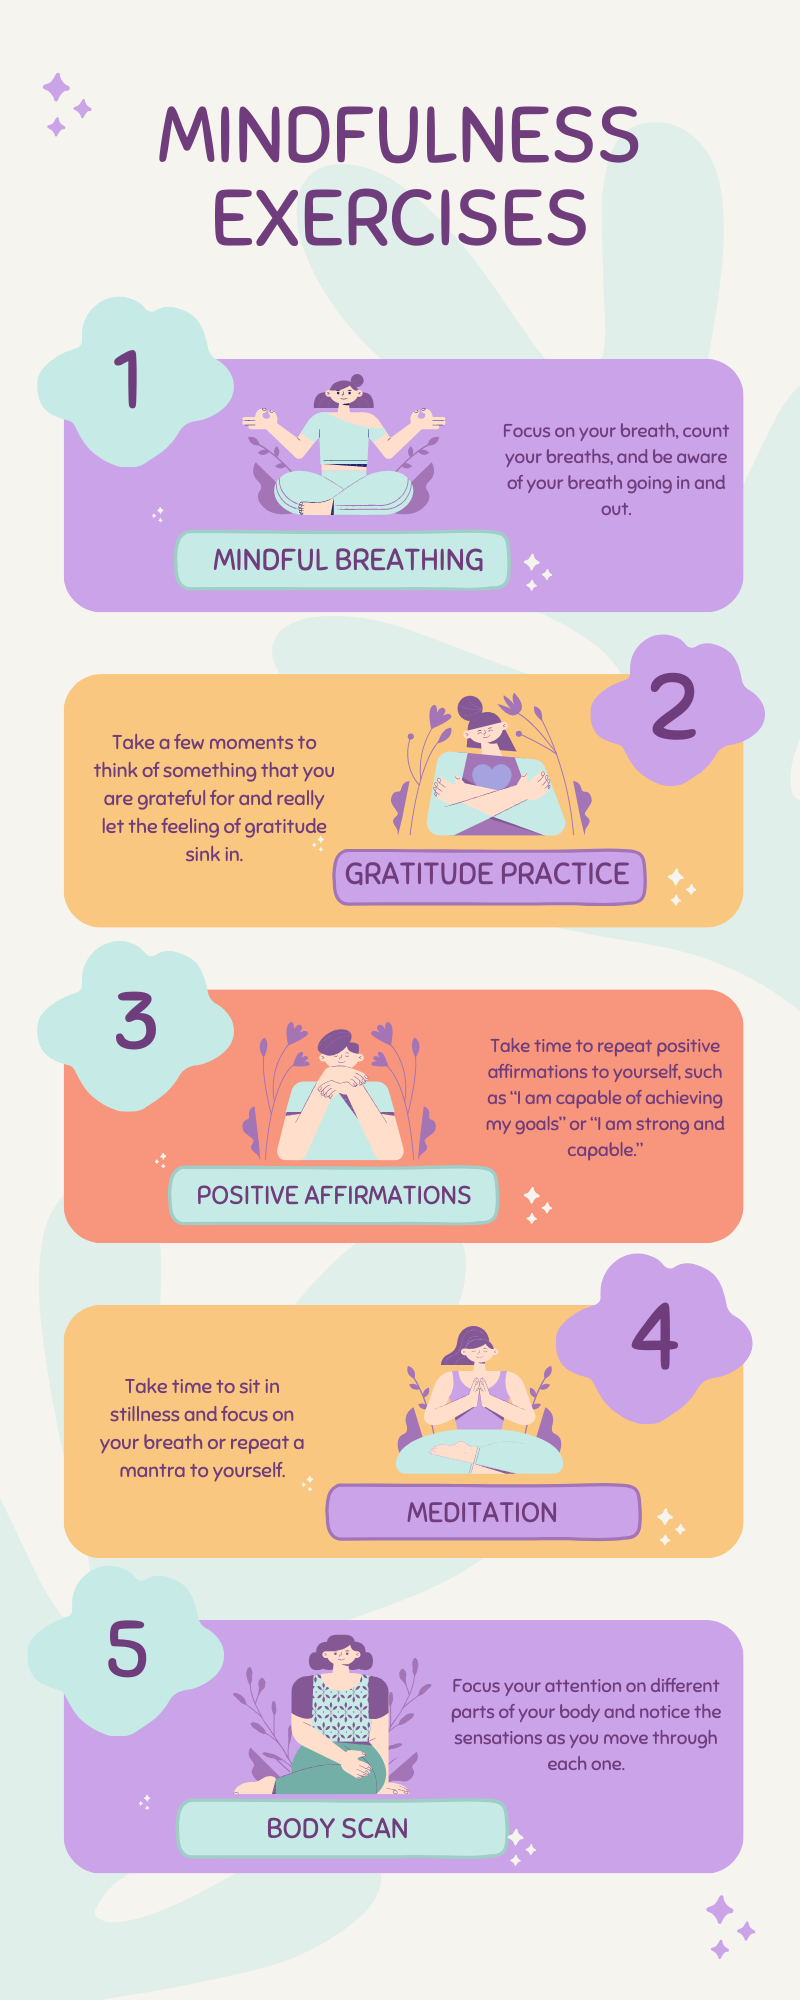 MINDFULNESS
EXERCISES
1
Focus on your breath, count
your breaths, and be aware
of your breath going in and
out.
MINDFUL BREATHING
2
Take a few moments to
think of something that you
are grateful for and really
let the feeling of gratitude
sink in.
GRATITUDE PRACTICE
3
Take time to repeat positive
affirmations to yourself, such
as “I am capable of achieving
my goals” or “I am strong and
capable.”
POSITIVE AFFIRMATIONS
4
Take time to sit in
stillness and focus on
your breath or repeat a
mantra to yourself.
MEDITATION
5
Focus your attention on different
parts of your body and notice the
sensations as you move through
each one.
BODY SCAN